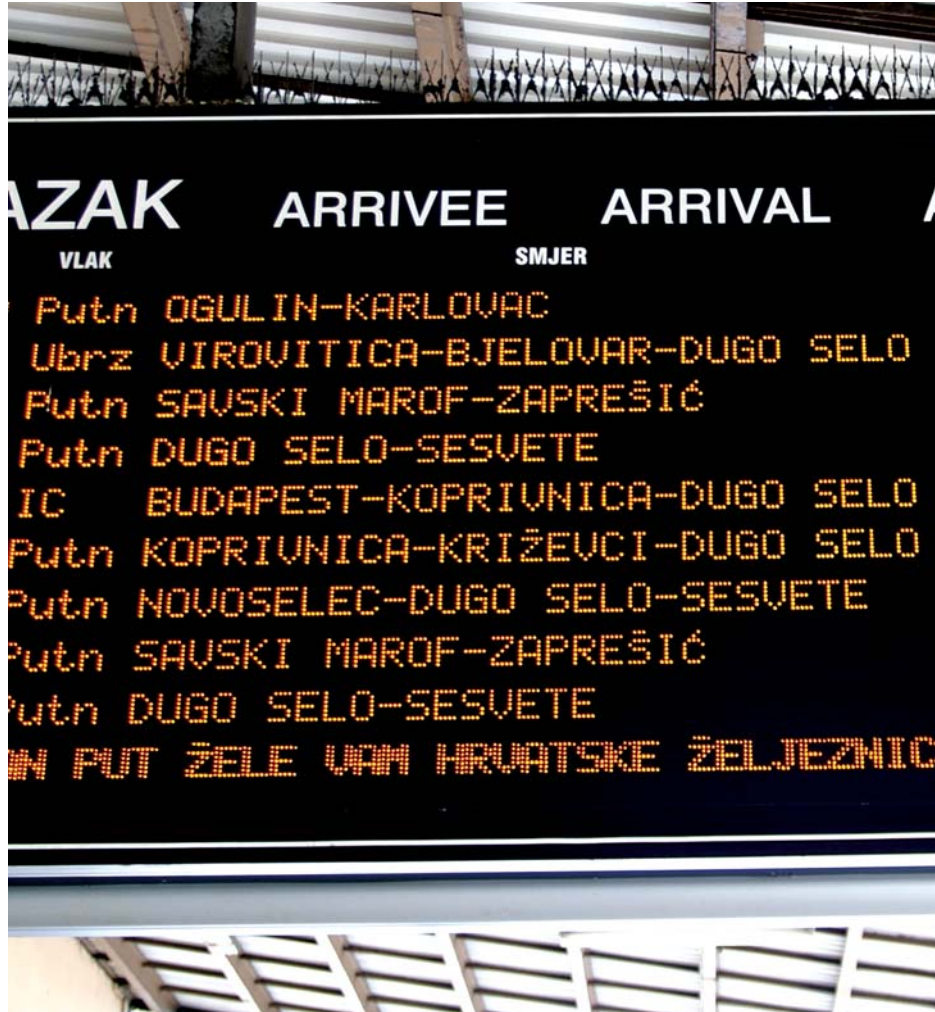 AZAK ARRIVEE ARRIVAL A
VLAK SMJER
Putn OGULIN-KARLOVAC
Ubrz VIROVITICA-BJELOVAR-DUGO SELO
Putn SAVSKI MAROF-ZAPREŠIĆ
Putn DUGO SELO-SESVETE
IC BUDAPEST-KOPRIVNICA-DUGO SELO
Putn KOPRIVNICA-KRIŽEVCI-DUGO SELO
Putn NOVOSELEC-DUGO SELO-SESVETE
Putn SAVSKI MAROF-ZAPREŠIĆ
utn DUGO SELO-SESVETE
AN PUT ŽELE VAM HRVATSKE ŽELJEZNIC